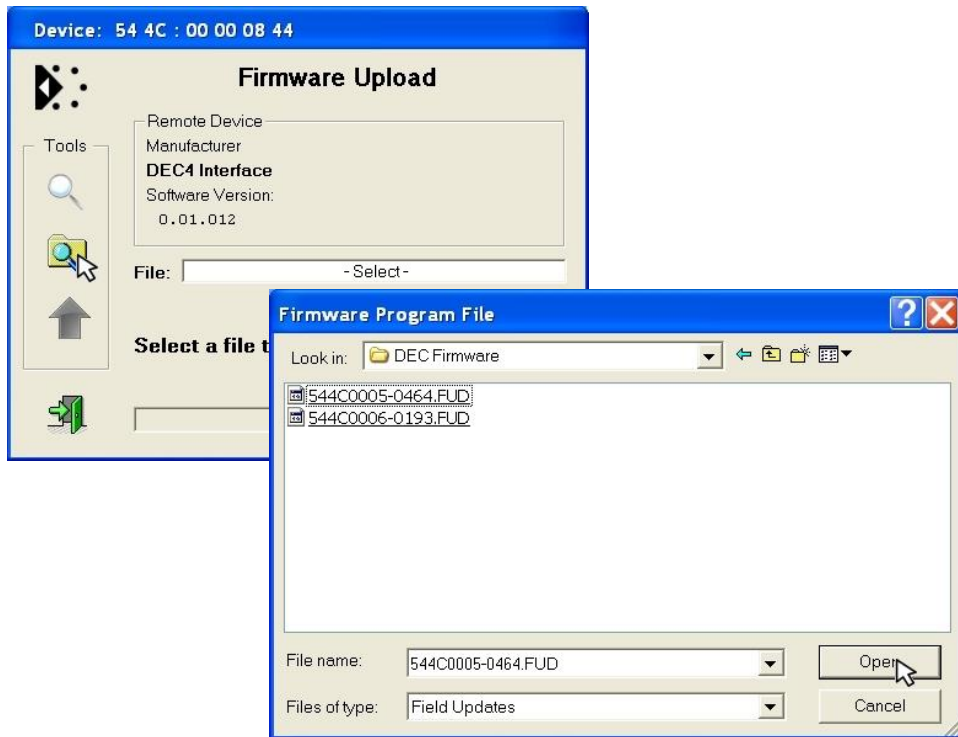 Device: 54 4C : 00 00 08 44
Firmware Upload
Tools
Remote Device
Manufacturer
DEC4 Interface
Software Version:
0.01.012
File: - Select -
Select a file t
Firmware Program File
Look in: DEC Firmware
544C0005-0464.FUD
544C0006-0193.FUD
File name: 544C0005-0464.FUD
Open
Files of type: Field Updates
Cancel